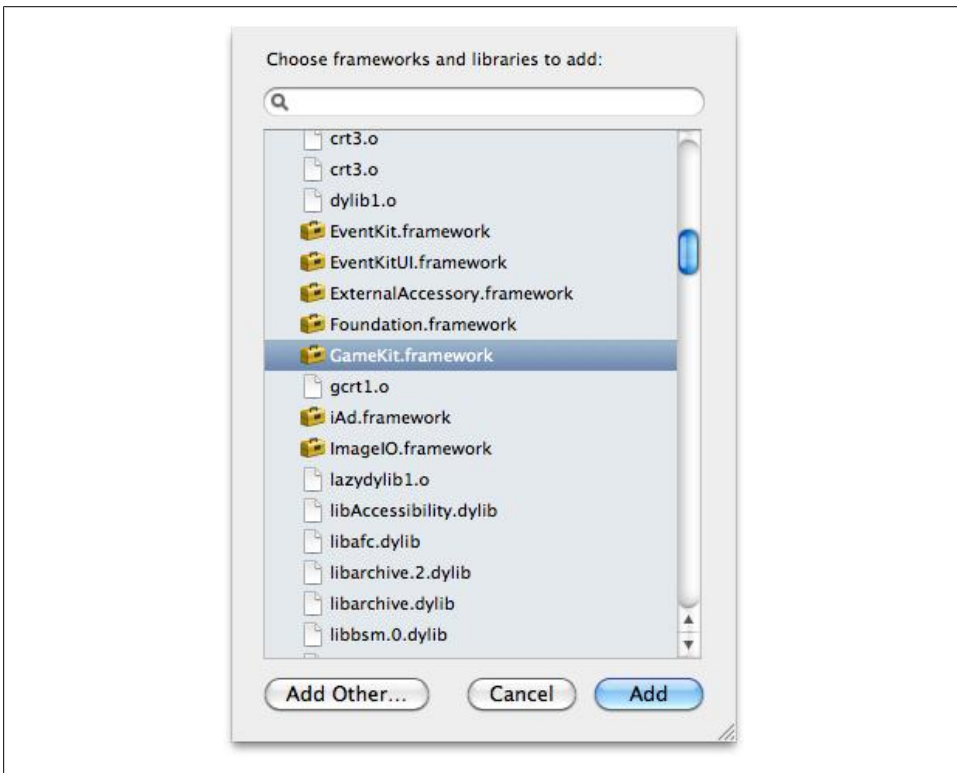 Choose frameworks and libraries to add:
crt3.o
crt3.o
dylib1.o
EventKit.framework
EventKitUI.framework
ExternalAccessory.framework
Foundation.framework
GameKit.framework
gcrt1.o
iAd.framework
ImageIO.framework
lazydylib1.o
libAccessibility.dylib
libafc.dylib
libarchive.2.dylib
libarchive.dylib
libbsm.0.dylib
Add Other... Cancel Add